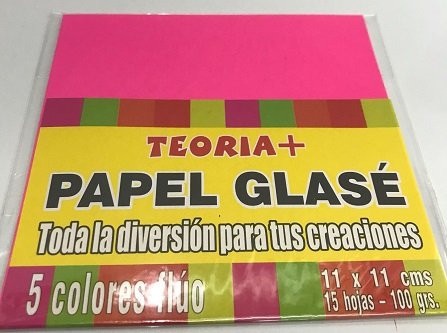 TEORIA+
PAPEL GLASÉ
Toda la diversión para tus creaciones
5 colores flúo
11 x 11 cms
15 hojas - 100 grs.